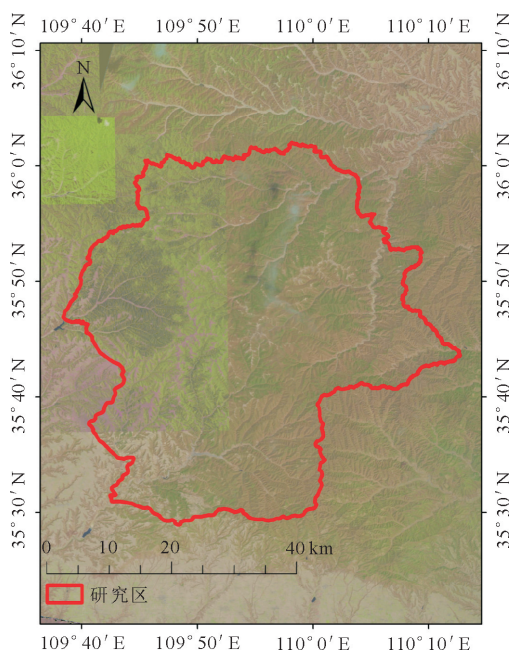 109° 40′ E 109° 50′ E 110° 0′ E 110° 10′ E
36° 10′ N
36° 0′ N
35° 50′ N
35° 40′ N
35° 30′ N
N
36° 10′ N
36° 0′ N
35° 50′ N
35° 40′ N
35° 30′ N
0 10 20 40 km
研究区
109° 40′ E 109° 50′ E 110° 0′ E 110° 10′ E